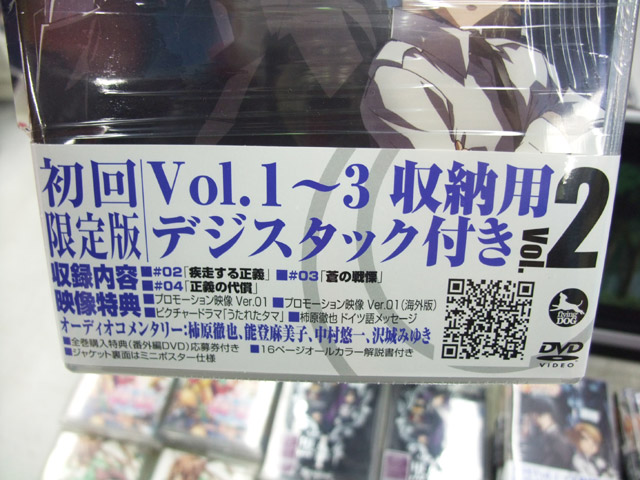 初回限定版
Vol.1～3 収納用
デジスタック付き
Vol.2
収録内容 ■#02「疾走する正義」 ■#03「蒼の戦慄」
■#04「正義の代償」
映像特典 ■プロモーション映像 Ver.01 ■プロモーション映像 Ver.01(海外版)
■ピクチャードラマ「うたれたタマ」 ■柿原徹也 ドイツ語メッセージ
オーディオコメンタリー:柿原徹也、能登麻美子、中村悠一、沢城みゆき
■全巻購入特典(番外編DVD)応募券付き ■16ページオールカラー解説書付き
■ジャケット裏面はミニポスター仕様
flying DOG
DVD
VIDEO